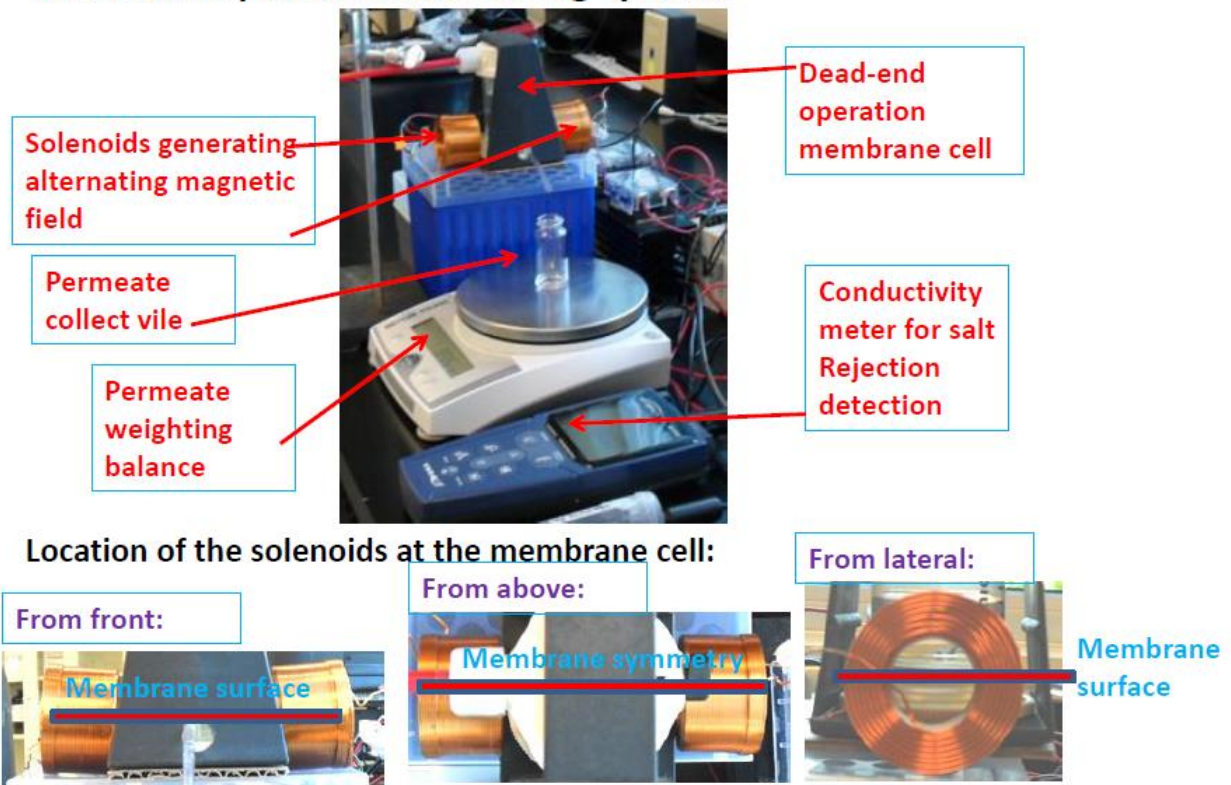 Dead-end
operation
membrane cell
Solenoids generating
alternating magnetic
field
Permeate
collect vile
Conductivity
meter for salt
Rejection
detection
Permeate
weighting
balance
Location of the solenoids at the membrane cell:
From front:
From above:
From lateral:
Membrane surface
Membrane symmetry
Membrane
surface